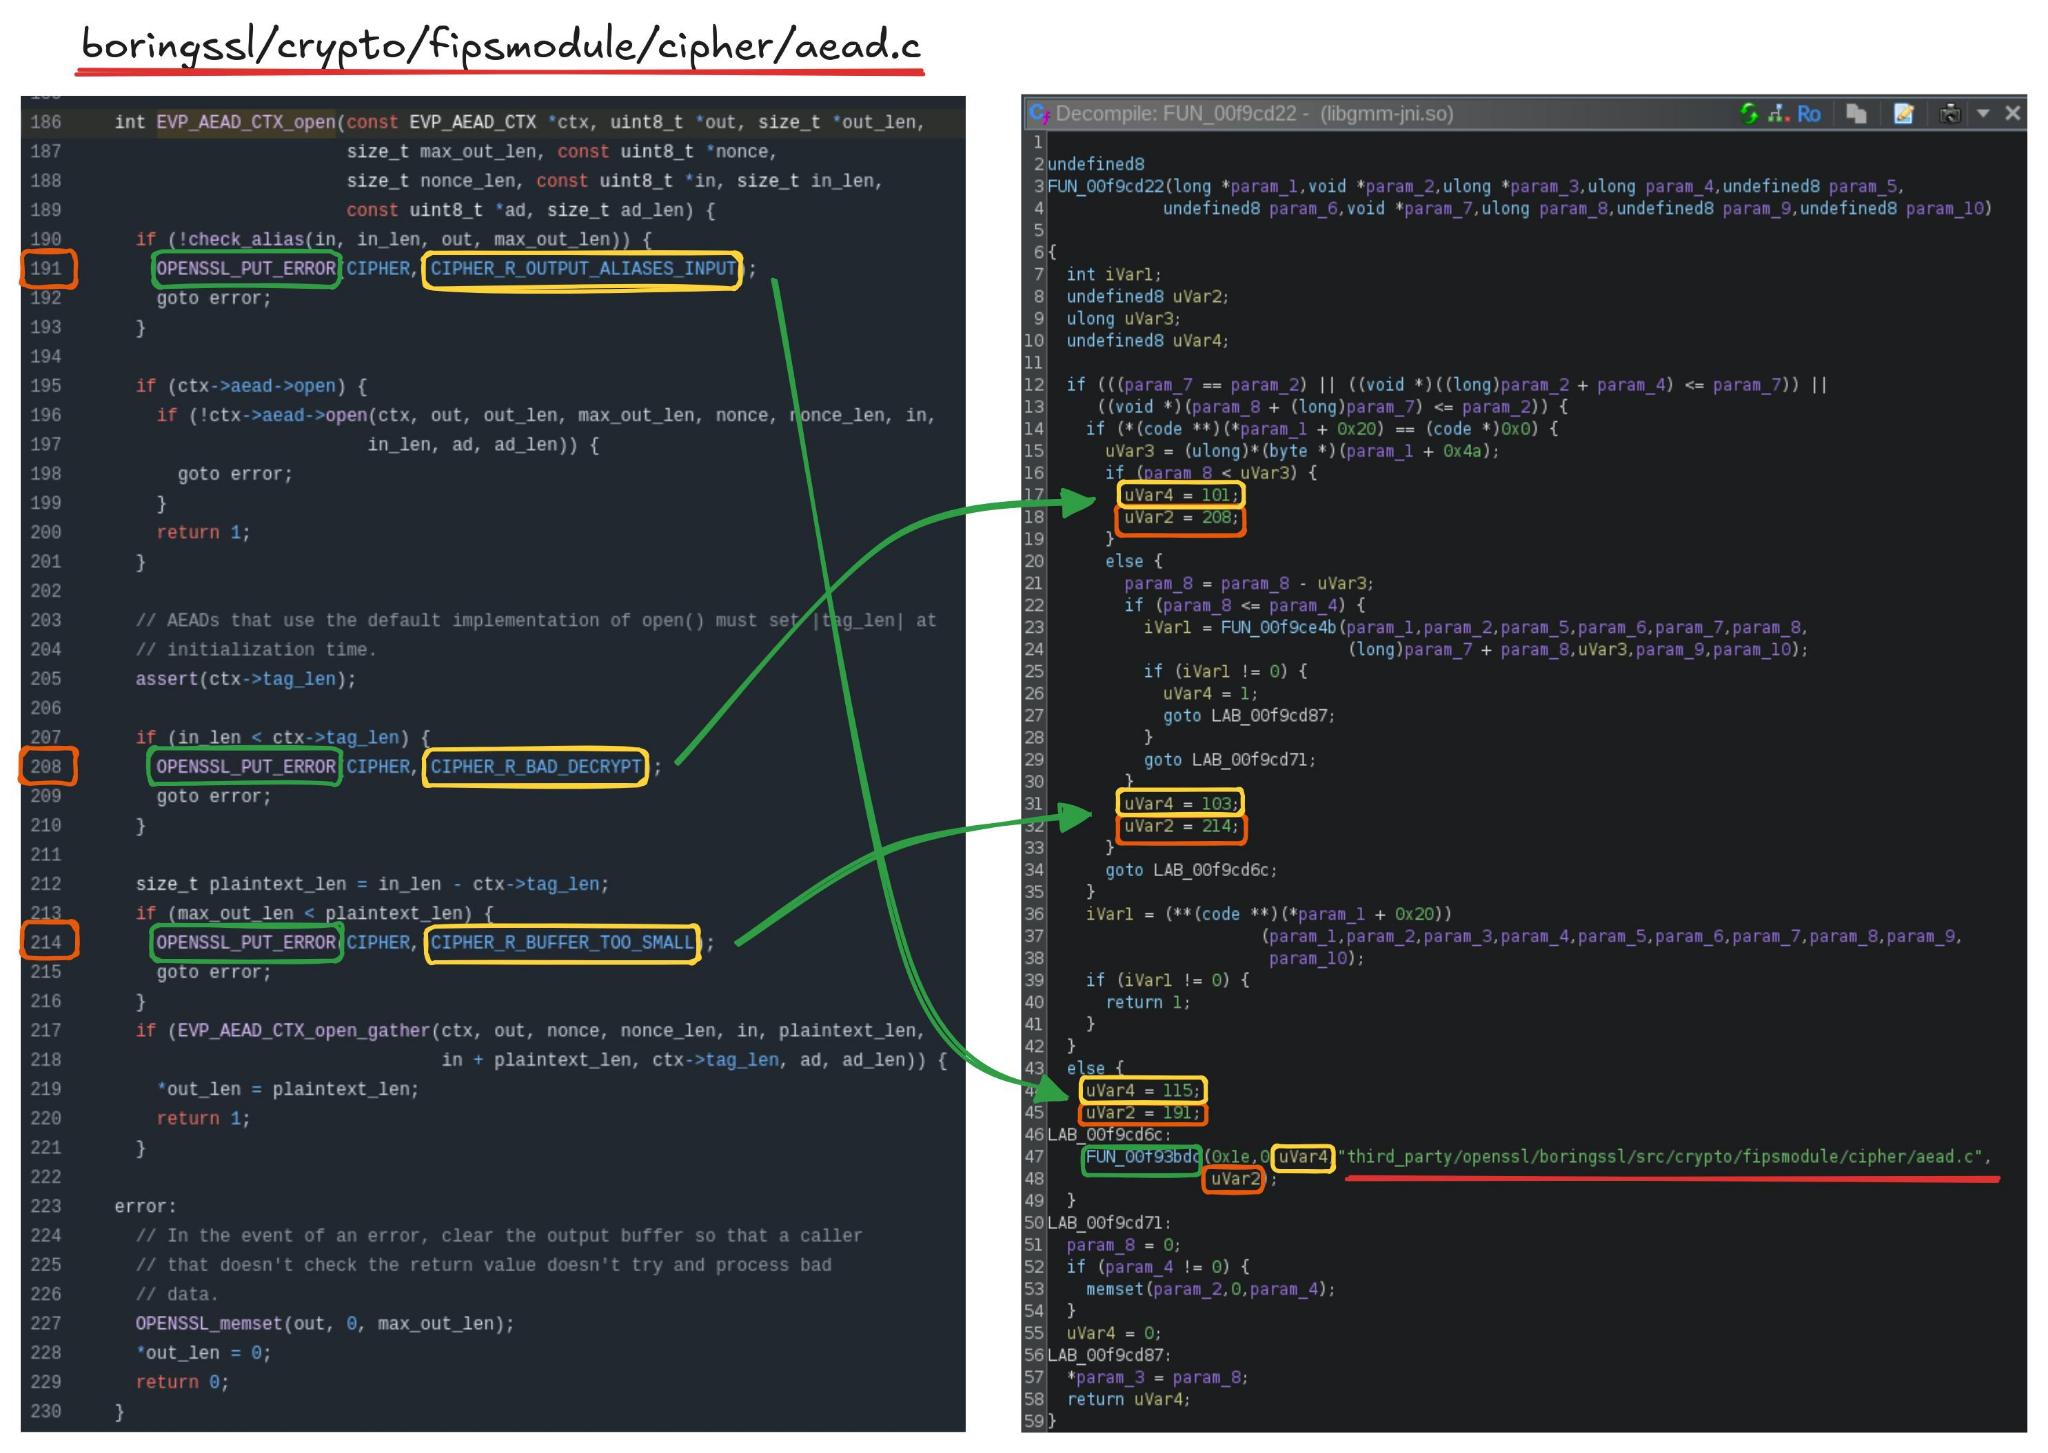 boringssl/crypto/fipsmodule/cipher/aead.c
186 int EVP_AEAD_CTX_open(const EVP_AEAD_CTX *ctx, uint8_t *out, size_t *out_len,
187 size_t max_out_len, const uint8_t *nonce,
188 size_t nonce_len, const uint8_t *in, size_t in_len,
189 const uint8_t *ad, size_t ad_len) {
190 if (!check_alias(in, in_len, out, max_out_len)) {
191 OPENSSL_PUT_ERROR(CIPHER, CIPHER_R_OUTPUT_ALIASES_INPUT);
192 goto error;
193 }
194
195 if (ctx->aead->open) {
196 if (!ctx->aead->open(ctx, out, out_len, max_out_len, nonce, nonce_len, in,
197 in_len, ad, ad_len)) {
198 goto error;
199 }
200 return 1;
201 }
202
203 // AEADs that use the default implementation of open() must set |tag_len| at
204 // initialization time.
205 assert(ctx->tag_len);
206
207 if (in_len < ctx->tag_len) {
208 OPENSSL_PUT_ERROR(CIPHER, CIPHER_R_BAD_DECRYPT);
209 goto error;
210 }
211
212 size_t plaintext_len = in_len - ctx->tag_len;
213 if (max_out_len < plaintext_len) {
214 OPENSSL_PUT_ERROR(CIPHER, CIPHER_R_BUFFER_TOO_SMALL);
215 goto error;
216 }
217 if (EVP_AEAD_CTX_open_gather(ctx, out, nonce, nonce_len, in, plaintext_len,
218 in + plaintext_len, ctx->tag_len, ad, ad_len)) {
219 *out_len = plaintext_len;
220 return 1;
221 }
222
223 error:
224 // In the event of an error, clear the output buffer so that a caller
225 // that doesn't check the return value doesn't try and process bad
226 // data.
227 OPENSSL_memset(out, 0, max_out_len);
228 *out_len = 0;
229 return 0;
230 }
Decompile: FUN_00f9cd22 - (libgmm-jni.so)
Ro
1
2 undefined8
3 FUN_00f9cd22(long *param_1,void *param_2,ulong *param_3,ulong param_4,undefined8 param_5,
4 undefined8 param_6,void *param_7,ulong param_8,undefined8 param_9,undefined8 param_10)
5
6 {
7 int iVar1;
8 undefined8 uVar2;
9 ulong uVar3;
10 undefined8 uVar4;
11
12 if (((param_7 == param_2) || ((void *)((long)param_2 + param_4) <= param_7)) ||
13 ((void *)(param_8 + (long)param_7) <= param_2)) {
14 if (*(code **)(*param_1 + 0x20) == (code *)0x0) {
15 uVar3 = (ulong)*(byte *)(param_1 + 0x4a);
16 if (param_8 < uVar3) {
17 uVar4 = 101;
18 uVar2 = 208;
19 }
20 else {
21 param_8 = param_8 - uVar3;
22 if (param_8 <= param_4) {
23 iVar1 = FUN_00f9ce4b(param_1,param_2,param_5,param_6,param_7,param_8,
24 (long)param_7 + param_8,uVar3,param_9,param_10);
25 if (iVar1 != 0) {
26 uVar4 = 1;
27 goto LAB_00f9cd87;
28 }
29 goto LAB_00f9cd71;
30 }
31 uVar4 = 103;
32 uVar2 = 214;
33 }
34 goto LAB_00f9cd6c;
35 }
36 iVar1 = (**(code **)(*param_1 + 0x20))
37 (param_1,param_2,param_3,param_4,param_5,param_6,param_7,param_8,param_9,
38 param_10);
39 if (iVar1 != 0) {
40 return 1;
41 }
42 }
43 else {
44 uVar4 = 115;
45 uVar2 = 191;
46 LAB_00f9cd6c:
47 FUN_00f93bdc(0x1e,0,uVar4,"third_party/openssl/boringssl/src/crypto/fipsmodule/cipher/aead.c",
48 uVar2);
49 }
50 LAB_00f9cd71:
51 param_8 = 0;
52 if (param_4 != 0) {
53 memset(param_2,0,param_4);
54 }
55 uVar4 = 0;
56 LAB_00f9cd87:
57 *param_3 = param_8;
58 return uVar4;
59 }